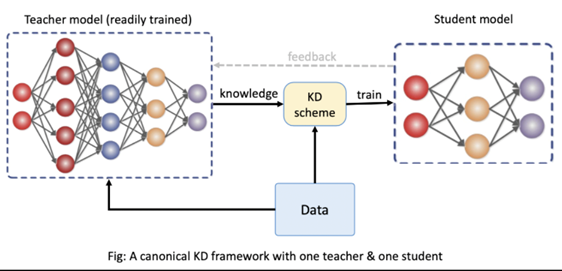 Teacher model (readily trained)
Student model
feedback
knowledge
KD
scheme
train
Data
Fig: A canonical KD framework with one teacher & one student